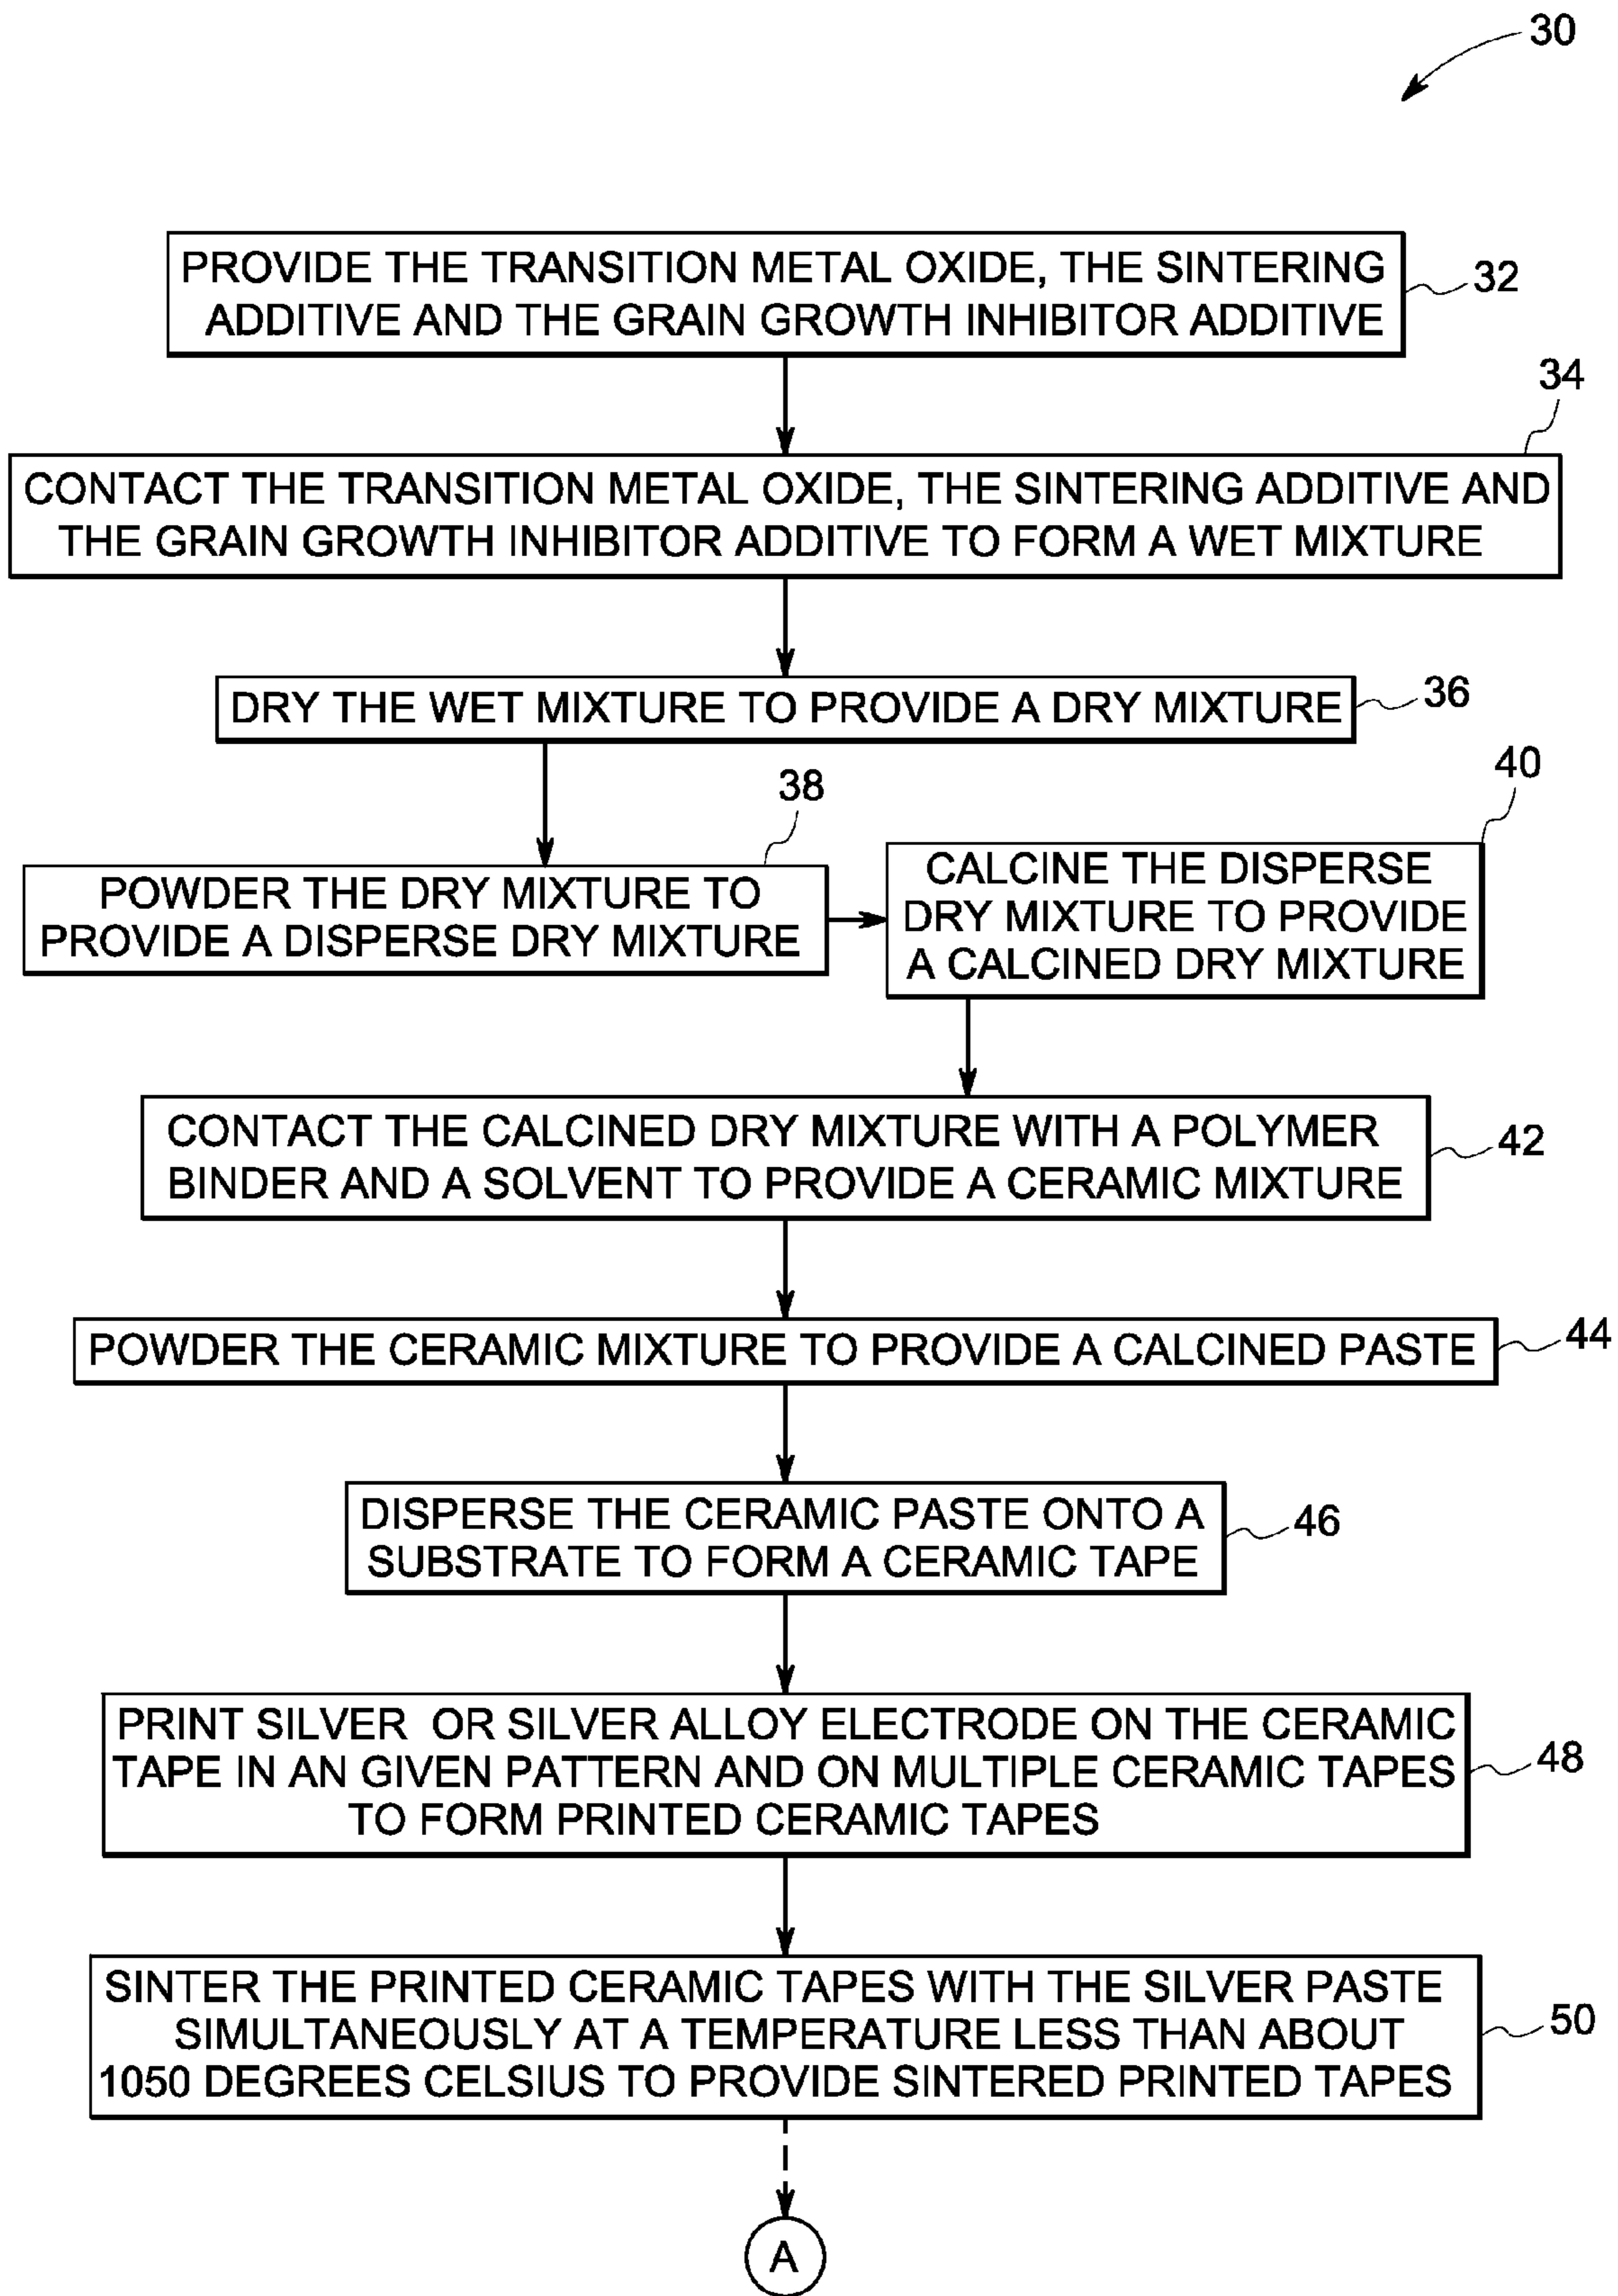 30
PROVIDE THE TRANSITION METAL OXIDE, THE SINTERING
ADDITIVE AND THE GRAIN GROWTH INHIBITOR ADDITIVE
32
34
CONTACT THE TRANSITION METAL OXIDE, THE SINTERING ADDITIVE AND
THE GRAIN GROWTH INHIBITOR ADDITIVE TO FORM A WET MIXTURE
DRY THE WET MIXTURE TO PROVIDE A DRY MIXTURE
36
38
POWDER THE DRY MIXTURE TO
PROVIDE A DISPERSE DRY MIXTURE
40
CALCINE THE DISPERSE
DRY MIXTURE TO PROVIDE
A CALCINED DRY MIXTURE
CONTACT THE CALCINED DRY MIXTURE WITH A POLYMER
BINDER AND A SOLVENT TO PROVIDE A CERAMIC MIXTURE
42
POWDER THE CERAMIC MIXTURE TO PROVIDE A CALCINED PASTE
44
DISPERSE THE CERAMIC PASTE ONTO A
SUBSTRATE TO FORM A CERAMIC TAPE
46
PRINT SILVER OR SILVER ALLOY ELECTRODE ON THE CERAMIC
TAPE IN AN GIVEN PATTERN AND ON MULTIPLE CERAMIC TAPES
TO FORM PRINTED CERAMIC TAPES
48
SINTER THE PRINTED CERAMIC TAPES WITH THE SILVER PASTE
SIMULTANEOUSLY AT A TEMPERATURE LESS THAN ABOUT
1050 DEGREES CELSIUS TO PROVIDE SINTERED PRINTED TAPES
50
A